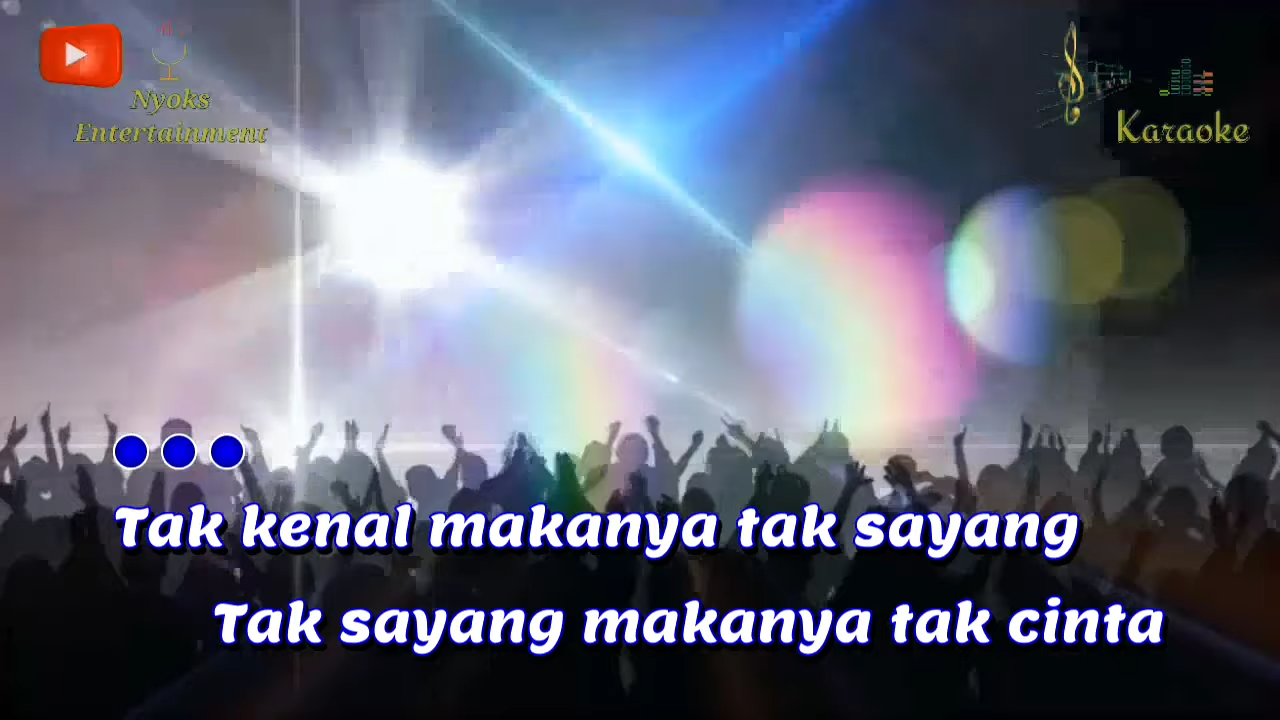 Nyoks
Entertainment
Karaoke
Tak kenal makanya tak sayang
Tak sayang makanya tak cinta